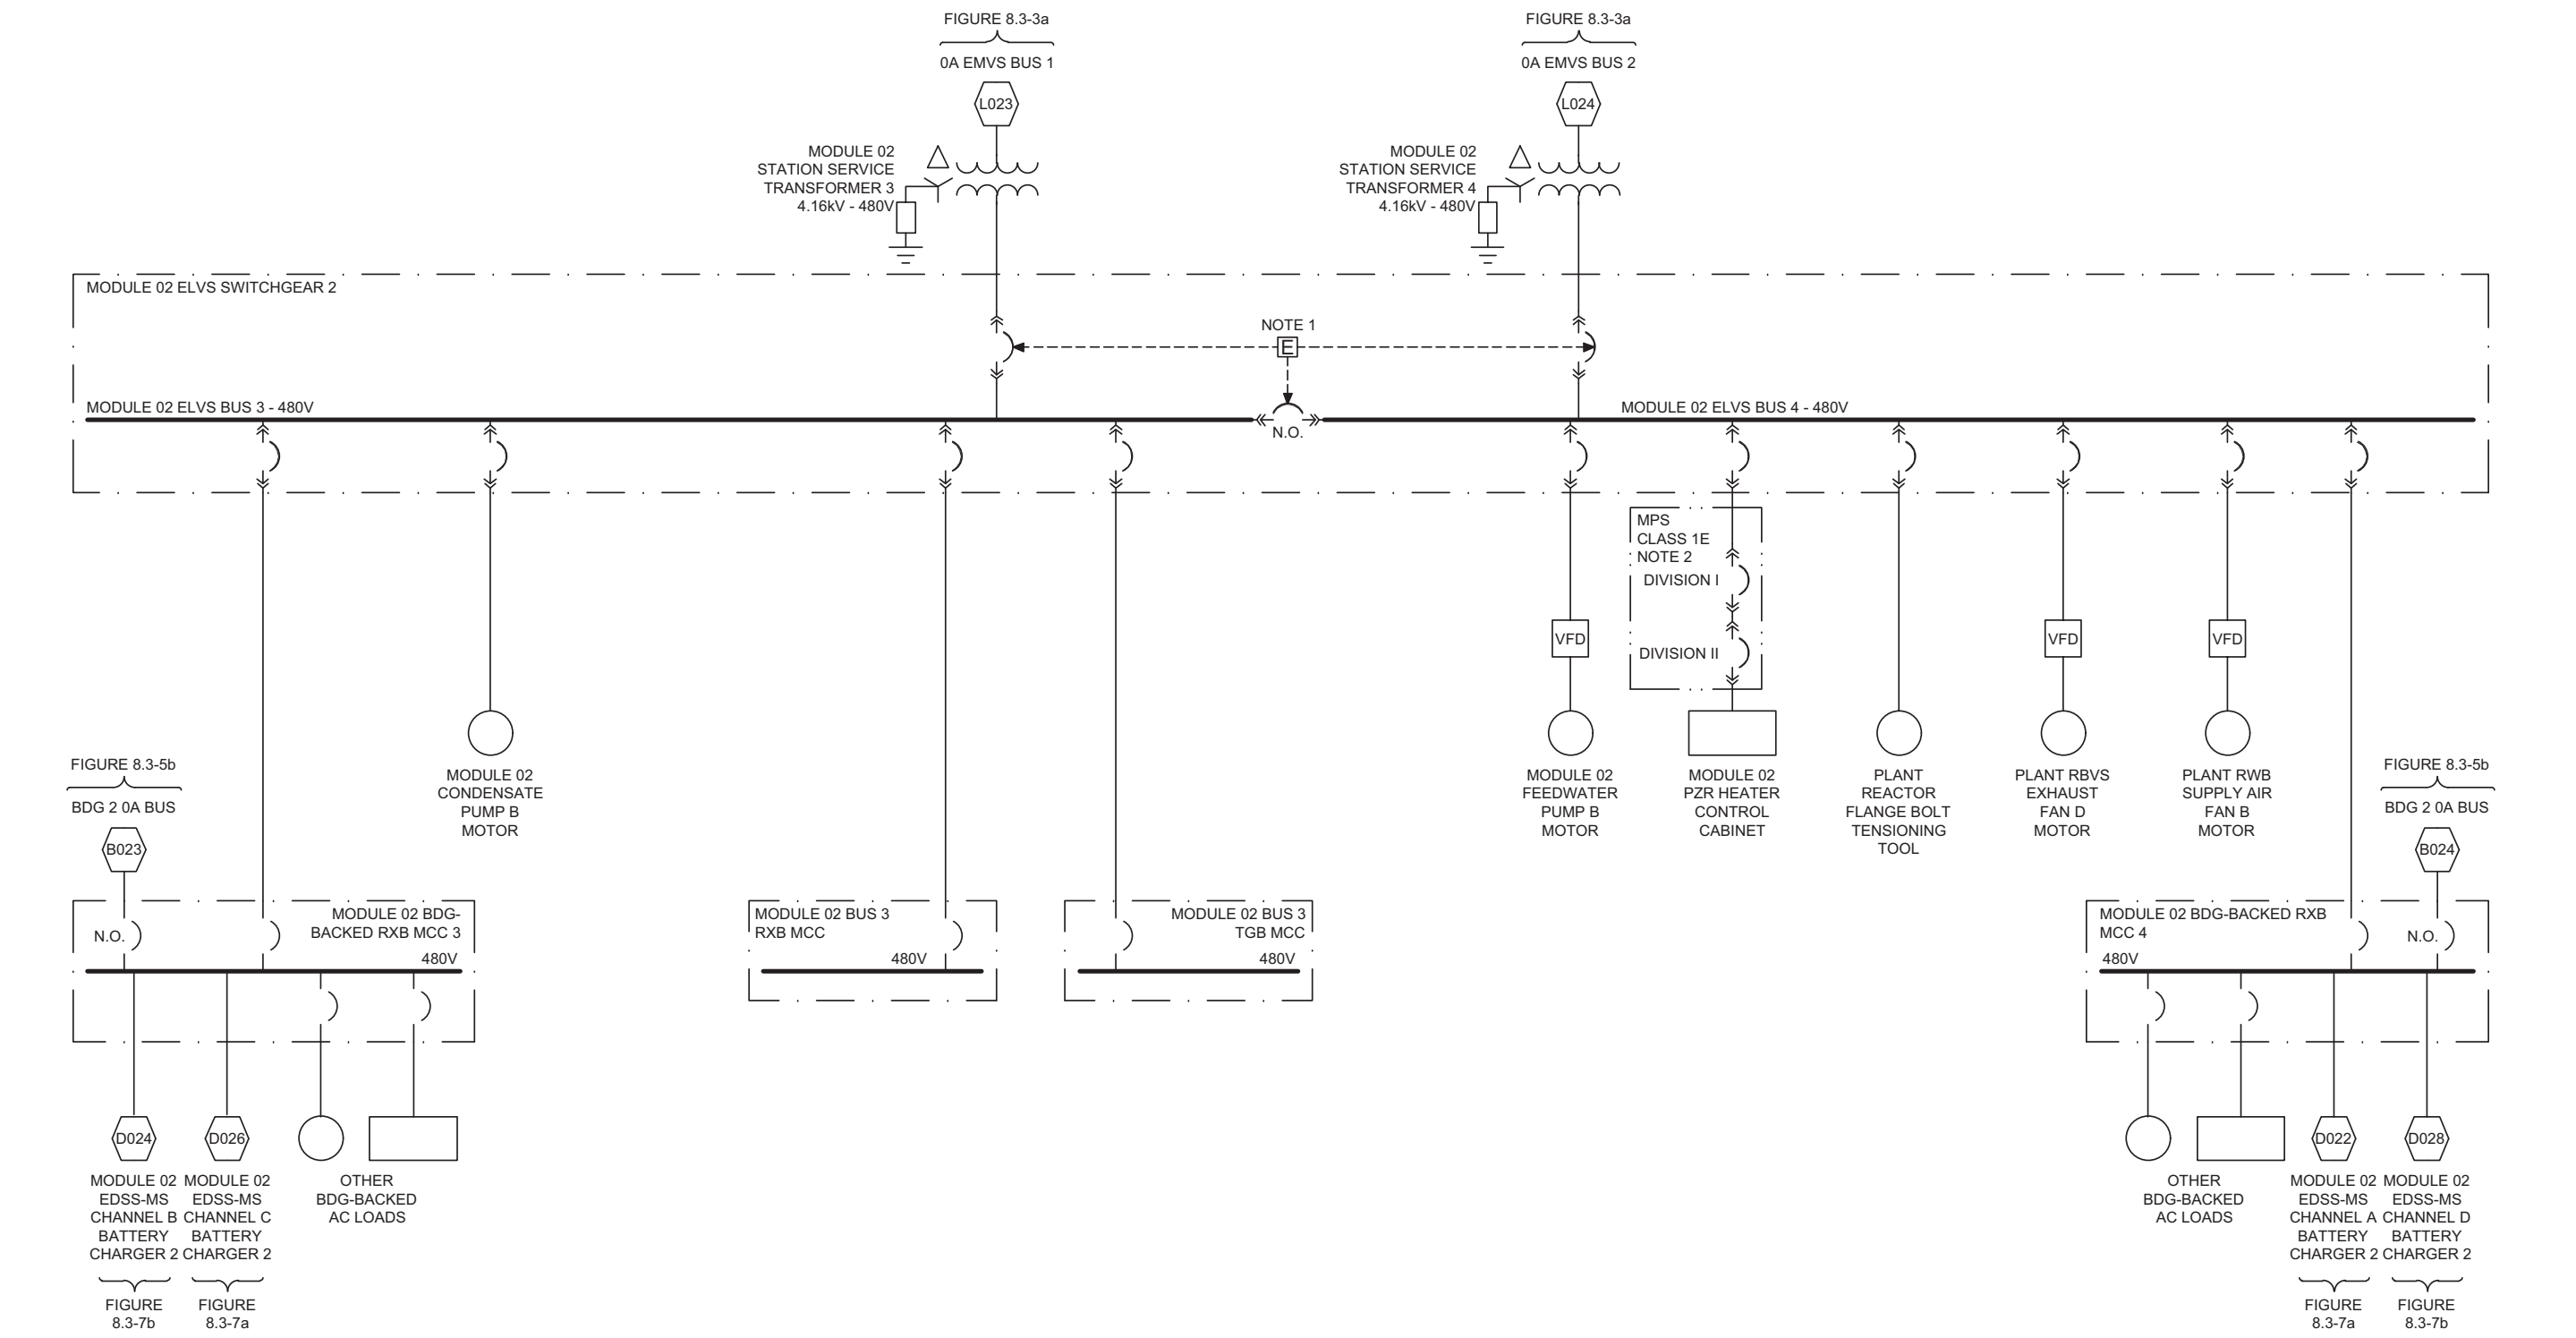 FIGURE 8.3-3a
0A EMVS BUS 1
L023
MODULE 02
STATION SERVICE
TRANSFORMER 3
4.16kV - 480V
FIGURE 8.3-3a
0A EMVS BUS 2
L024
MODULE 02
STATION SERVICE
TRANSFORMER 4
4.16kV - 480V
MODULE 02 ELVS SWITCHGEAR 2
NOTE 1
E
MODULE 02 ELVS BUS 3 - 480V
N.O.
MODULE 02 ELVS BUS 4 - 480V
MPS
CLASS 1E
NOTE 2
DIVISION I
DIVISION II
VFD
VFD
VFD
MODULE 02
CONDENSATE
PUMP B
MOTOR
MODULE 02
FEEDWATER
PUMP B
MOTOR
MODULE 02
PZR HEATER
CONTROL
CABINET
PLANT
REACTOR
FLANGE BOLT
TENSIONING
TOOL
PLANT RBVS
EXHAUST
FAN D
MOTOR
PLANT RWB
SUPPLY AIR
FAN B
MOTOR
FIGURE 8.3-5b
BDG 2 0A BUS
B023
N.O.
MODULE 02 BDG-
BACKED RXB MCC 3
480V
MODULE 02 BUS 3
RXB MCC
480V
MODULE 02 BUS 3
TGB MCC
480V
FIGURE 8.3-5b
BDG 2 0A BUS
B024
MODULE 02 BDG-BACKED RXB
MCC 4
N.O.
480V
D024
MODULE 02
EDSS-MS
CHANNEL B
BATTERY
CHARGER 2
FIGURE
8.3-7b
D026
MODULE 02
EDSS-MS
CHANNEL C
BATTERY
CHARGER 2
FIGURE
8.3-7a
OTHER
BDG-BACKED
AC LOADS
OTHER
BDG-BACKED
AC LOADS
D022
MODULE 02
EDSS-MS
CHANNEL A
BATTERY
CHARGER 2
FIGURE
8.3-7a
D028
MODULE 02
EDSS-MS
CHANNEL D
BATTERY
CHARGER 2
FIGURE
8.3-7b